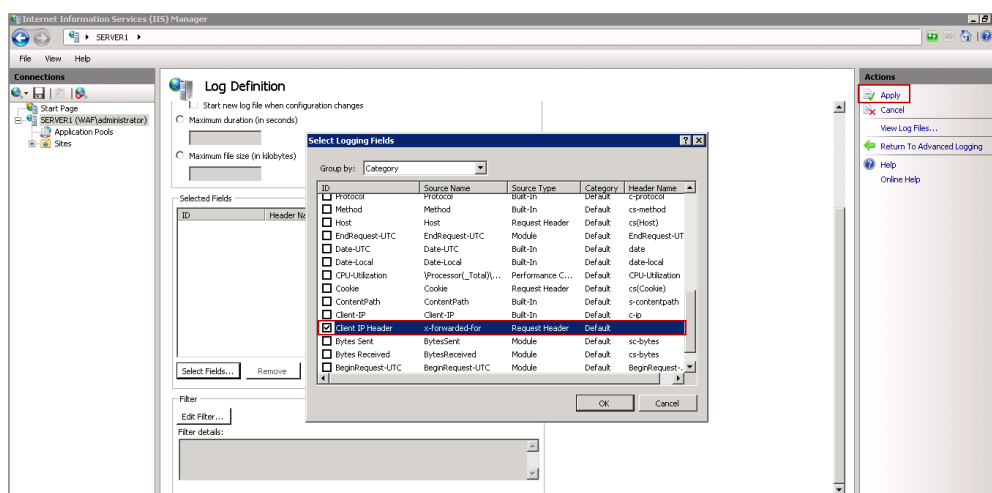 Internet Information Services (IIS) Manager
SERVER1
File View Help
Connections
Start Page
SERVER1 (WAF\administrator)
Application Pools
Sites
Log Definition
Start new log file when configuration changes
Maximum duration (in seconds)
Maximum file size (in kilobytes)
Selected Fields
ID Header Na
Select Fields... Remove
Filter
Edit Filter...
Filter details:
Select Logging Fields
Group by: Category
ID Source Name Source Type Category Header Name
Protocol Protocol Built-In Default c-protocol
Method Method Built-In Default cs-method
Host Host Request Header Default cs(Host)
EndRequest-UTC EndRequest-UTC Module Default EndRequest-UT
Date-UTC Date-UTC Built-In Default date
Date-Local Date-Local Built-In Default date-local
CPU-Utilization \Processor(_Total)\... Performance C... Default CPU-Utilization
Cookie Cookie Request Header Default cs(Cookie)
ContentPath ContentPath Built-In Default s-contentpath
Client-IP Client-IP Built-In Default c-ip
Client IP Header x-forwarded-for Request Header Default
Bytes Sent BytesSent Module Default sc-bytes
Bytes Received BytesReceived Module Default cs-bytes
BeginRequest-UTC BeginRequest-UTC Module Default BeginRequest-.
OK Cancel
Actions
Apply
Cancel
View Log Files...
Return To Advanced Logging
Help
Online Help